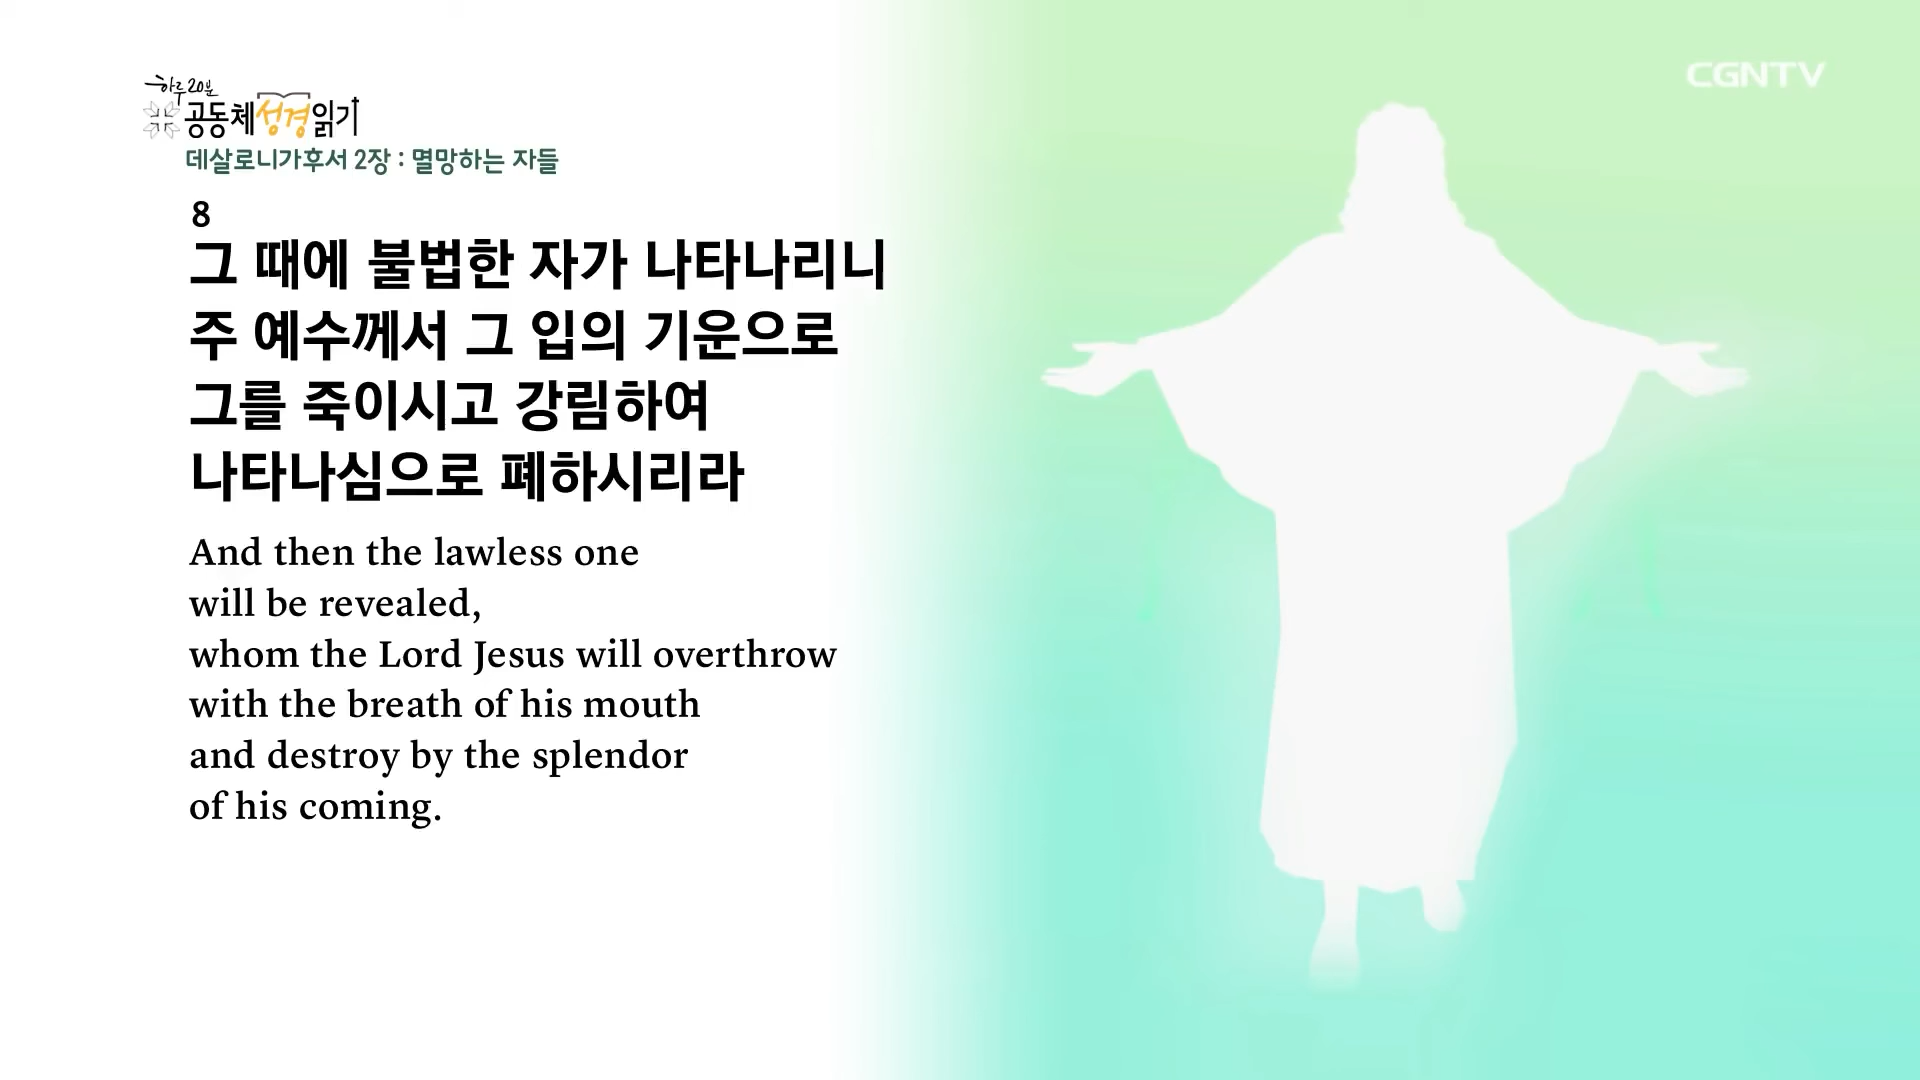 하루 20분
공동체성경읽기
CGNTV
데살로니가후서 2장 : 멸망하는 자들
8
그 때에 불법한 자가 나타나리니
주 예수께서 그 입의 기운으로
그를 죽이시고 강림하여
나타나심으로 폐하시리라
And then the lawless one
will be revealed,
whom the Lord Jesus will overthrow
with the breath of his mouth
and destroy by the splendor
of his coming.